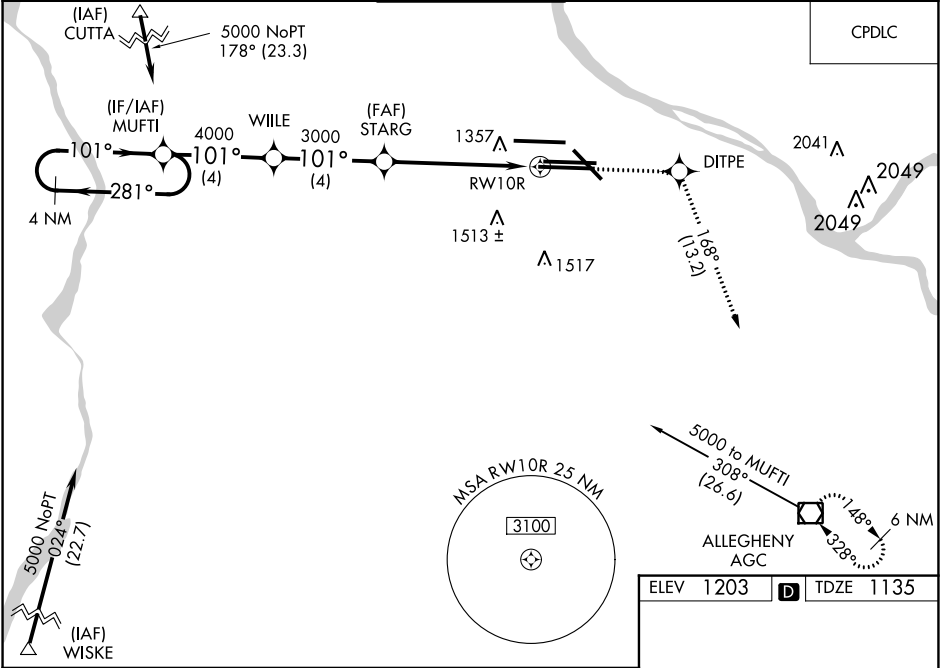 (IAF)
CUTTA
5000 NoPT
178° (23.3)
CPDLC
(IF/IAF)
MUFTI
4000
101°
(4)
WIILE
3000
101°
(4)
(FAF)
STARG
1357
RW10R
DITPE
2041
2049
2049
101°
281°
4 NM
1513 ±
1517
168°
(13.2)
5000 NoPT
024°
(22.7)
(IAF)
WISKE
MSA RW10R 25 NM
3100
5000 to MUFTI
308°
(26.6)
ALLEGHENY
AGC
148°
328°
6 NM
ELEV 1203 D TDZE 1135